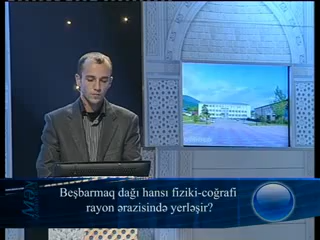 Beşbarmaq dağı hansı fiziki-coğrafi
rayon ərazisində yerləşir?